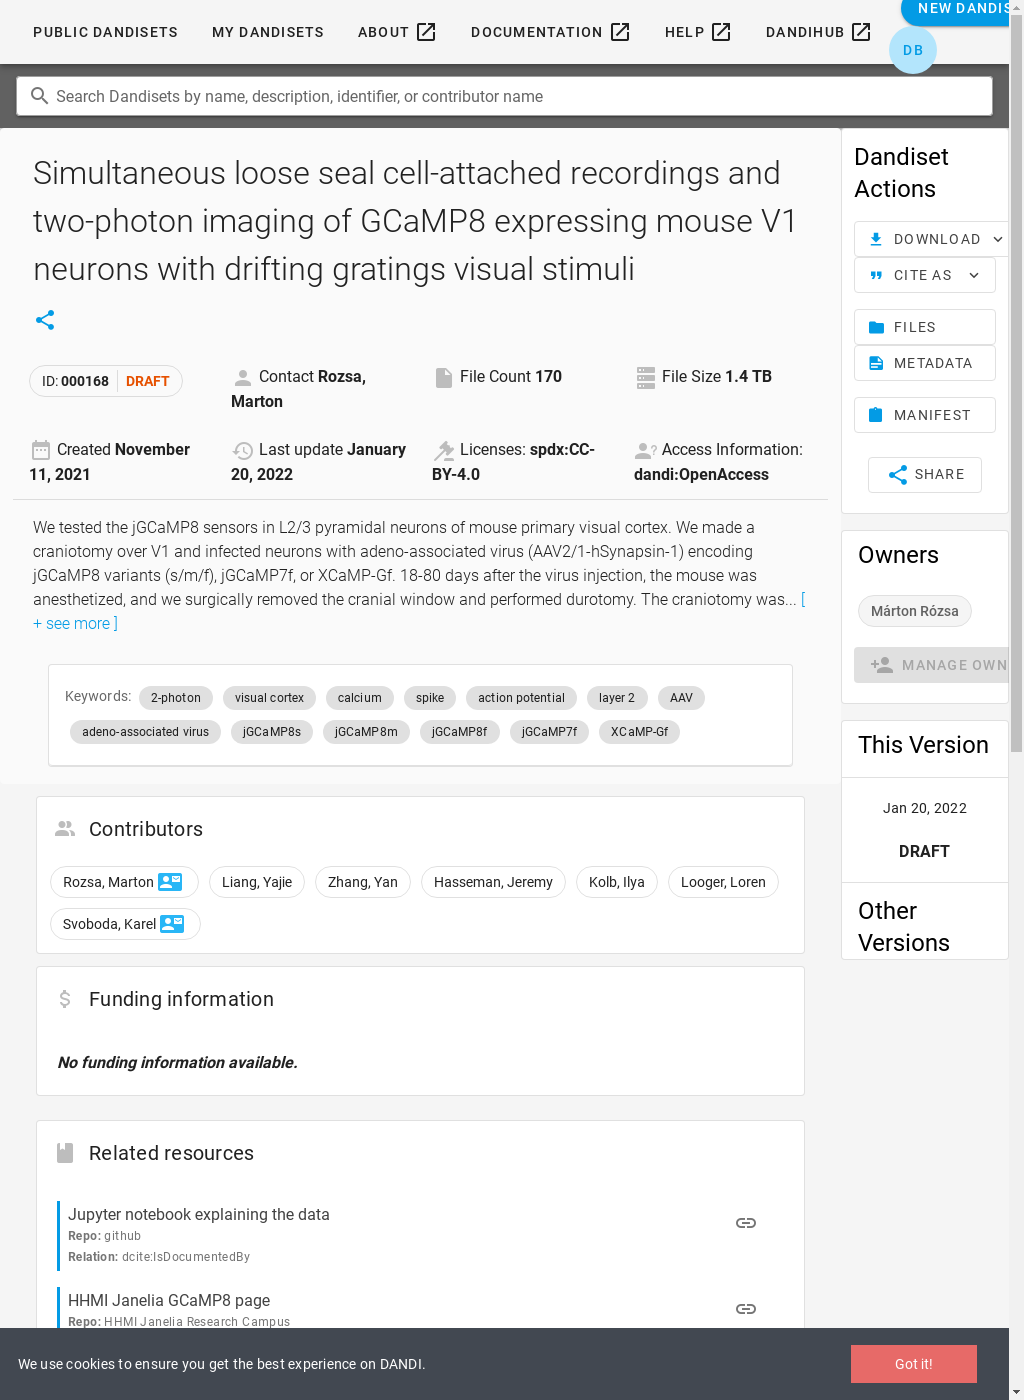 PUBLIC DANDISETS MY DANDISETS ABOUT DOCUMENTATION HELP DANDIHUB NEW DANDIS
DB
Search Dandisets by name, description, identifier, or contributor name
Simultaneous loose seal cell-attached recordings and
two-photon imaging of GCaMP8 expressing mouse V1
neurons with drifting gratings visual stimuli
ID: 000168 DRAFT
Contact Rozsa,
Marton
File Count 170
File Size 1.4 TB
Created November
11, 2021
Last update January
20, 2022
Licenses: spdx:CC-
BY-4.0
Access Information:
dandi:OpenAccess
We tested the jGCaMP8 sensors in L2/3 pyramidal neurons of mouse primary visual cortex. We made a
craniotomy over V1 and infected neurons with adeno-associated virus (AAV2/1-hSynapsin-1) encoding
jGCaMP8 variants (s/m/f), jGCaMP7f, or XCaMP-Gf. 18-80 days after the virus injection, the mouse was
anesthetized, and we surgically removed the cranial window and performed durotomy. The craniotomy was... [
+ see more ]
Keywords: 2-photon visual cortex calcium spike action potential layer 2 AAV
adeno-associated virus jGCaMP8s jGCaMP8m jGCaMP8f jGCaMP7f XCaMP-Gf
Contributors
Rozsa, Marton Liang, Yajie Zhang, Yan Hasseman, Jeremy Kolb, Ilya Looger, Loren
Svoboda, Karel
Funding information
No funding information available.
Related resources
Jupyter notebook explaining the data
Repo: github
Relation: dcite:IsDocumentedBy
HHMI Janelia GCaMP8 page
Repo: HHMI Janelia Research Campus
Dandiset
Actions
DOWNLOAD
CITE AS
FILES
METADATA
MANIFEST
SHARE
Owners
Márton Rózsa
MANAGE OWN
This Version
Jan 20, 2022
DRAFT
Other
Versions
We use cookies to ensure you get the best experience on DANDI.
Got it!